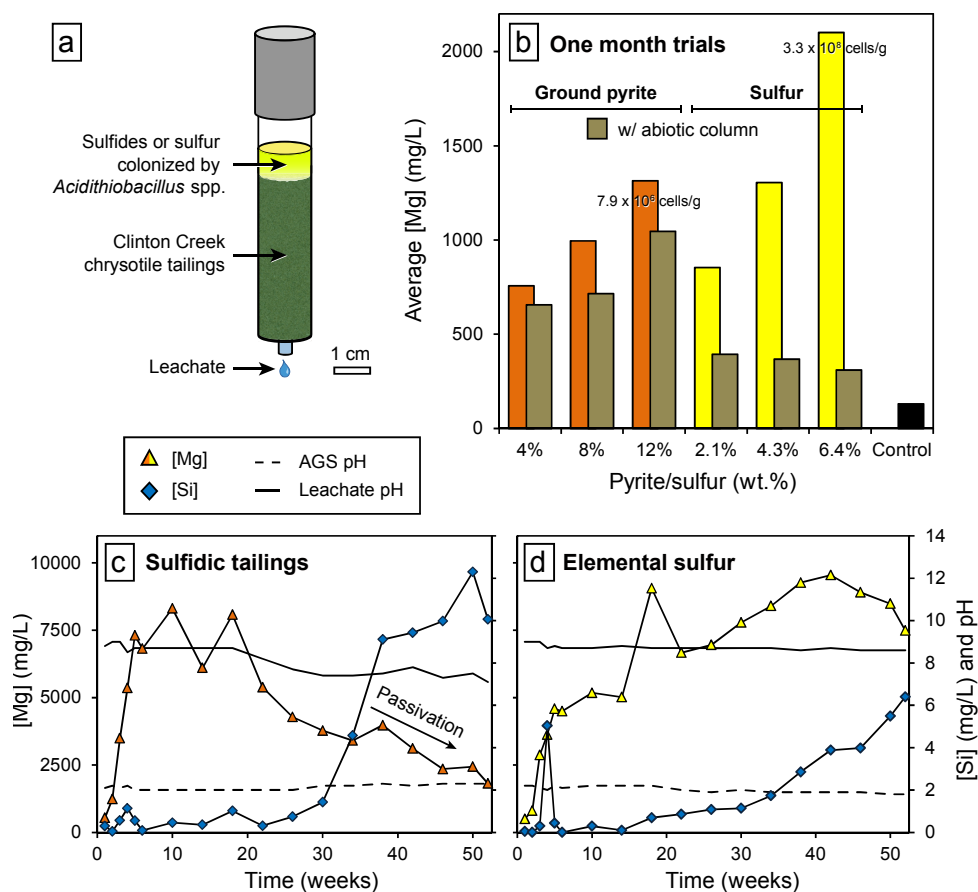 a
Sulfides or sulfur
colonized by
Acidithiobacillus spp.
Clinton Creek
chrysotile tailings
Leachate
1 cm
b One month trials
3.3 x 10⁸ cells/g
Ground pyrite
Sulfur
w/ abiotic column
7.9 x 10⁶ cells/g
Average [Mg] (mg/L)
2000
1500
1000
500
0
4% 8% 12% 2.1% 4.3% 6.4% Control
Pyrite/sulfur (wt.%)
[Mg]
AGS pH
[Si]
Leachate pH
c Sulfidic tailings
[Mg] (mg/L)
10000
7500
5000
2500
0
Passivation
0 10 20 30 40 50
Time (weeks)
d Elemental sulfur
14
12
10
8
6
4
2
0
[Si] (mg/L) and pH
0 10 20 30 40 50
Time (weeks)